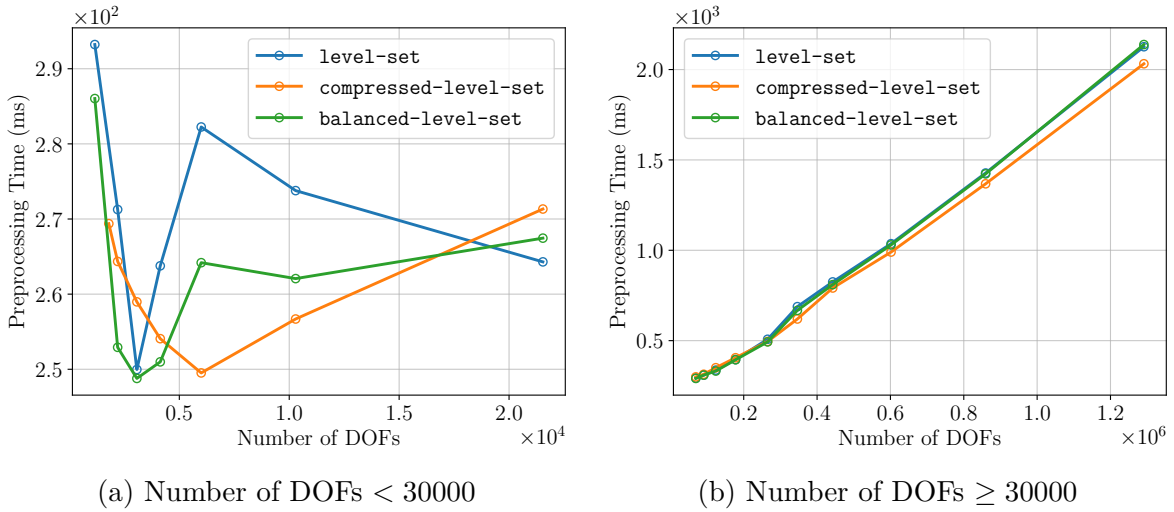 ×10²
Preprocessing Time (ms)
2.9
2.8
2.7
2.6
2.5
level-set
compressed-level-set
balanced-level-set
0.5 1.0 1.5 2.0
Number of DOFs
×10⁴
(a) Number of DOFs < 30000
×10³
Preprocessing Time (ms)
2.0
1.5
1.0
0.5
level-set
compressed-level-set
balanced-level-set
0.2 0.4 0.6 0.8 1.0 1.2
Number of DOFs
×10⁶
(b) Number of DOFs ≥ 30000